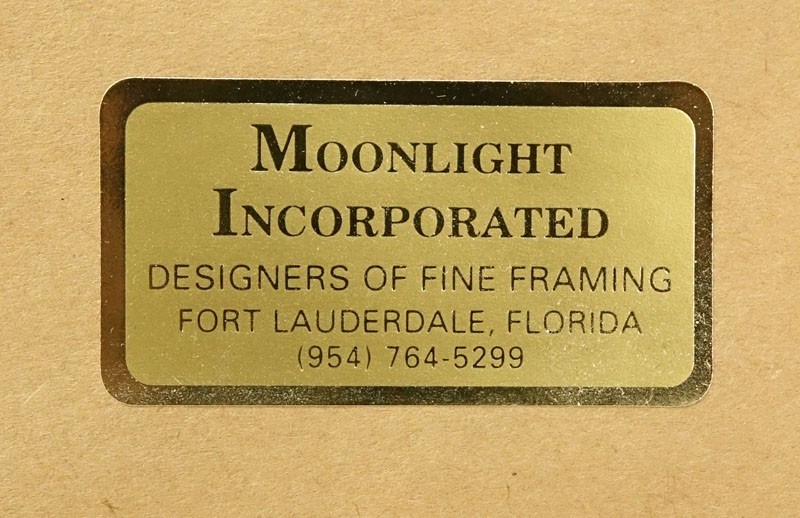 MOONLIGHT
INCORPORATED
DESIGNERS OF FINE FRAMING
FORT LAUDERDALE, FLORIDA
(954) 764-5299